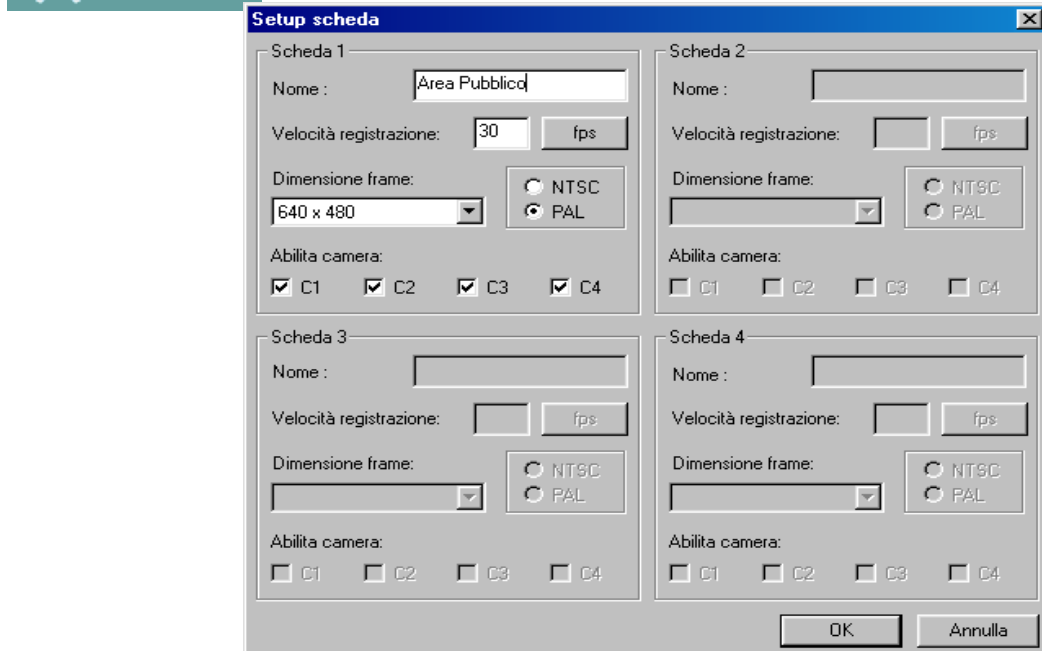 Setup scheda
Scheda 1
Nome :
Area Pubblico
Velocità registrazione:
30
fps
Dimensione frame:
640 x 480
NTSC
PAL
Abilita camera:
C1 C2 C3 C4
Scheda 2
Nome :
Velocità registrazione:
fps
Dimensione frame:
NTSC
PAL
Abilita camera:
C1 C2 C3 C4
Scheda 3
Nome :
Velocità registrazione:
fps
Dimensione frame:
NTSC
PAL
Abilita camera:
C1 C2 C3 C4
Scheda 4
Nome :
Velocità registrazione:
fps
Dimensione frame:
NTSC
PAL
Abilita camera:
C1 C2 C3 C4
OK Annulla